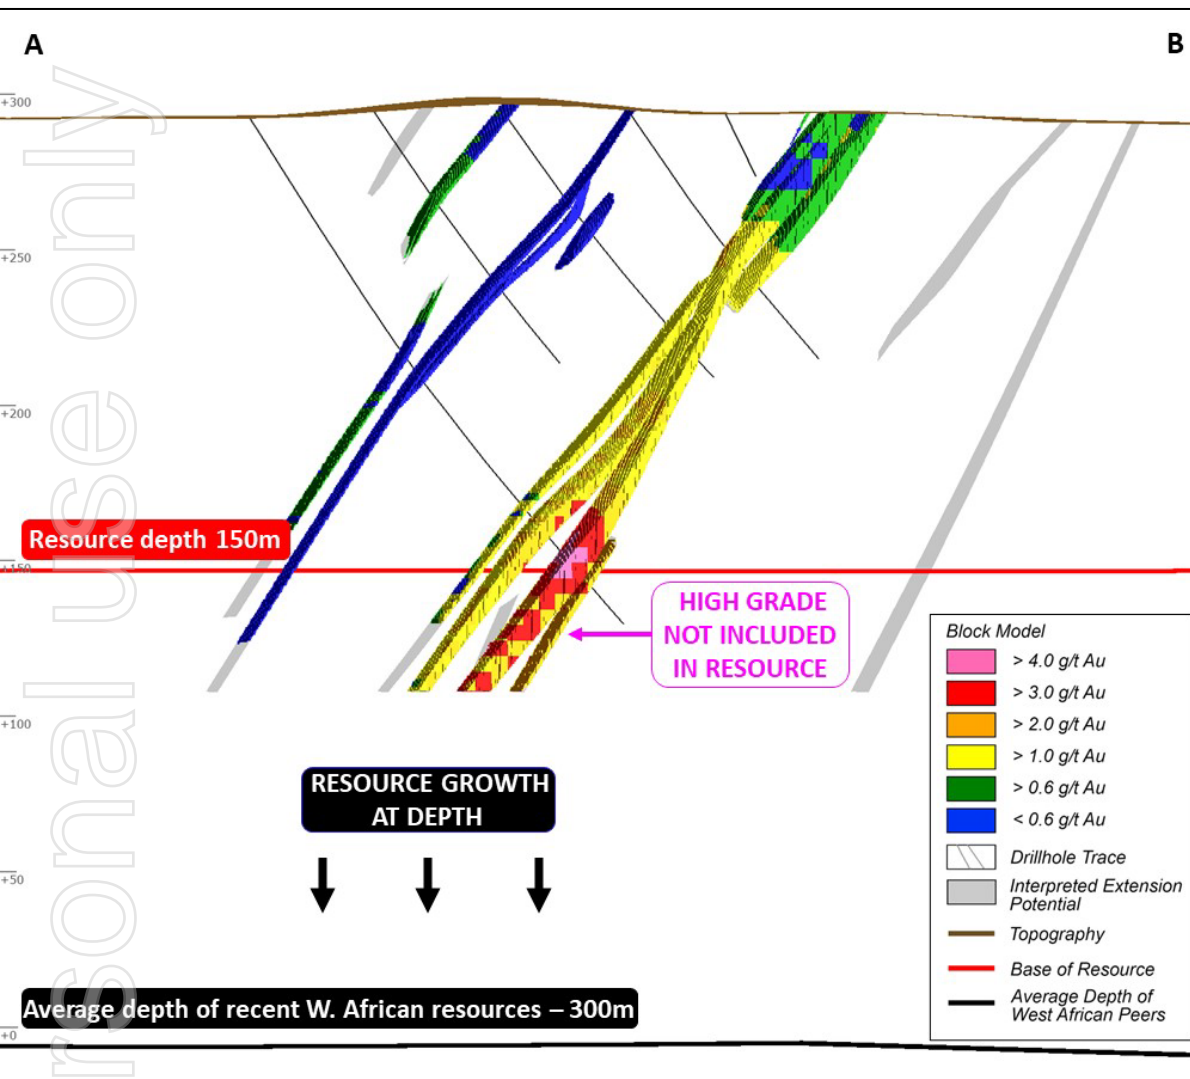 A
B
+300
+250
+200
Resource depth 150m
+150
HIGH GRADE
NOT INCLUDED
IN RESOURCE
Block Model
> 4.0 g/t Au
> 3.0 g/t Au
> 2.0 g/t Au
> 1.0 g/t Au
> 0.6 g/t Au
< 0.6 g/t Au
Drillhole Trace
Interpreted Extension
Potential
Topography
Base of Resource
Average Depth of
West African Peers
+100
RESOURCE GROWTH
AT DEPTH
+50
Average depth of recent W. African resources – 300m
+0
rsonal use only